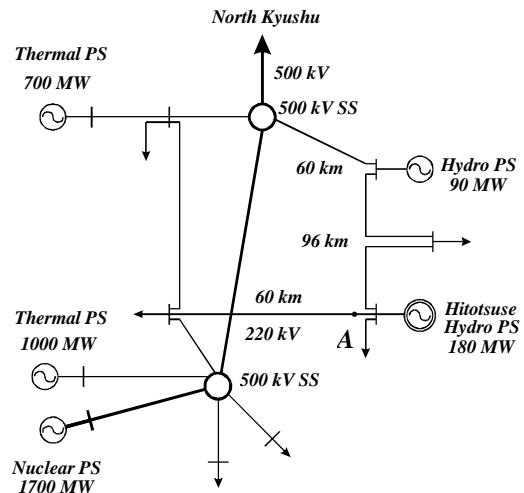 North Kyushu
Thermal PS
700 MW
500 kV
500 kV SS
60 km
Hydro PS
90 MW
96 km
60 km
220 kV
A
Hitotsuse
Hydro PS
180 MW
Thermal PS
1000 MW
500 kV SS
Nuclear PS
1700 MW